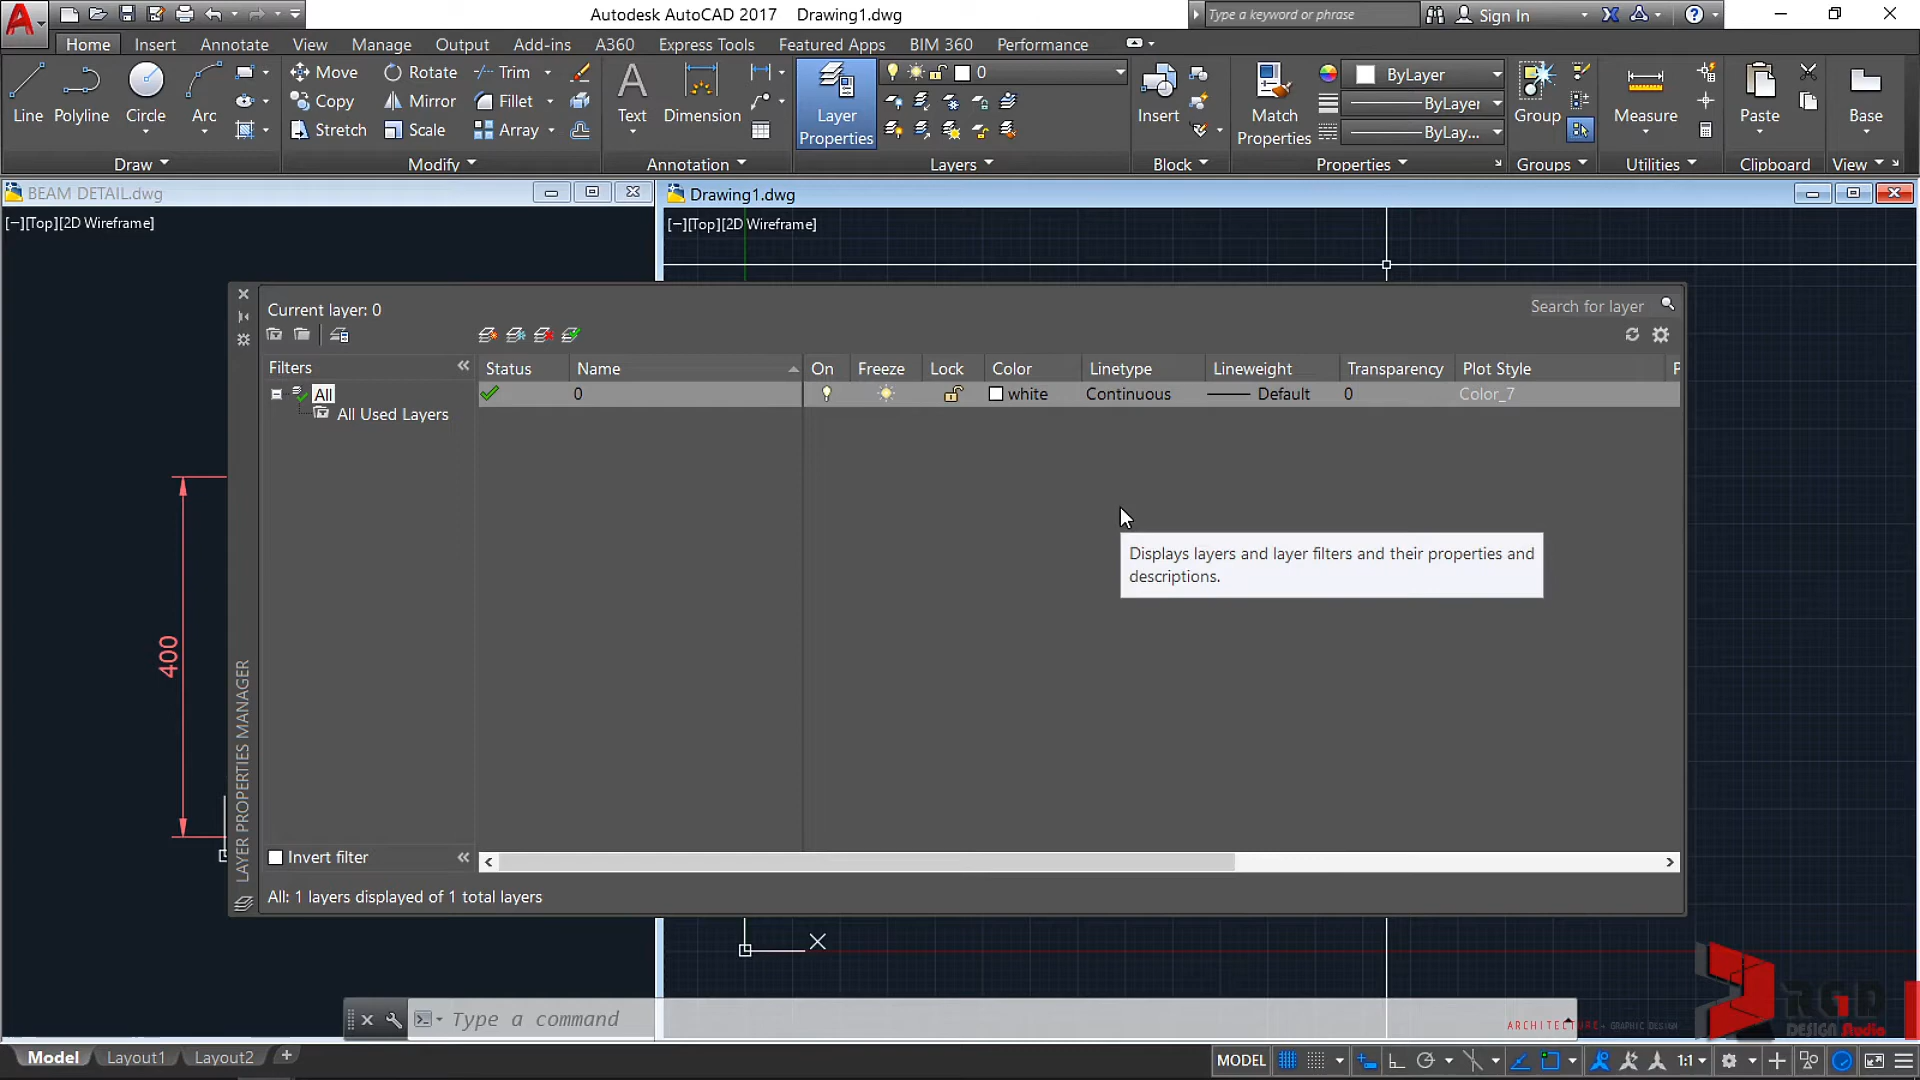 Autodesk AutoCAD 2017 Drawing1.dwg
Type a keyword or phrase
Sign In
Home Insert Annotate View Manage Output Add-ins A360 Express Tools Featured Apps BIM 360 Performance
Line Polyline Circle Arc
Move Rotate Trim
Copy Mirror Fillet
Stretch Scale Array
Text Dimension
Layer Properties
0
Insert
Match Properties
ByLayer
ByLayer
ByLay...
Group
Measure
Paste
Base
Draw Modify Annotation Layers Block Properties Groups Utilities Clipboard View
BEAM DETAIL.dwg
Drawing1.dwg
[−][Top][2D Wireframe]
[−][Top][2D Wireframe]
Current layer: 0
Search for layer
Filters
Status Name On Freeze Lock Color Linetype Lineweight Transparency Plot Style P
All
0 white Continuous Default 0 Color_7
All Used Layers
Displays layers and layer filters and their properties and
descriptions.
400
LAYER PROPERTIES MANAGER
Invert filter
All: 1 layers displayed of 1 total layers
X
Type a command
RGD
DESIGN Studio
ARCHITECTURE - GRAPHIC DESIGN
Model Layout1 Layout2 +
MODEL
1:1